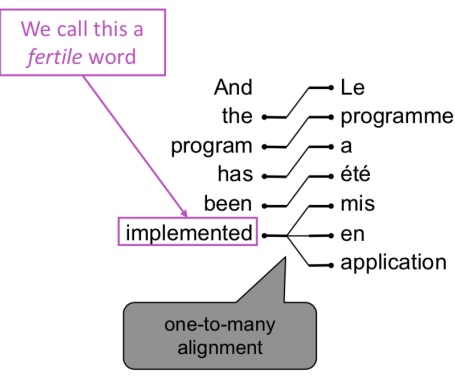 We call this a
fertile word
And
the
program
has
been
implemented
Le
programme
a
été
mis
en
application
one-to-many
alignment